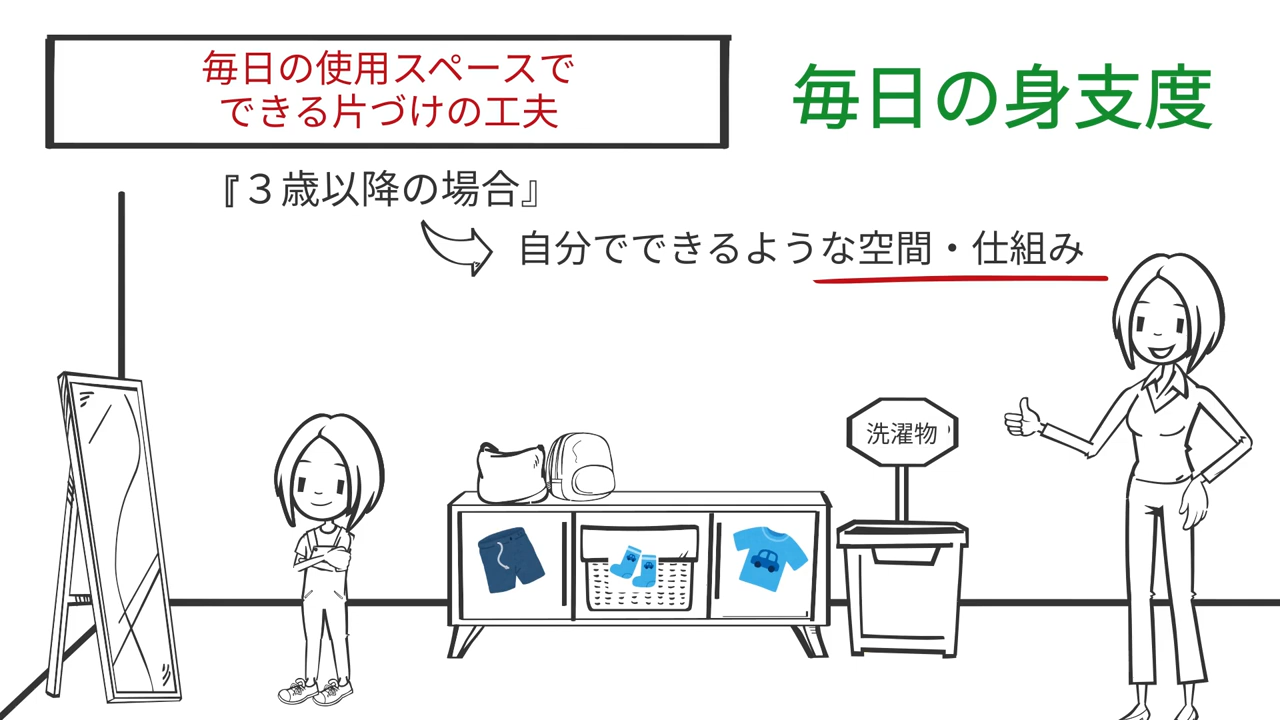 毎日の使用スペースで
できる片づけの工夫
毎日の身支度
『３歳以降の場合』
自分でできるような空間・仕組み
洗濯物